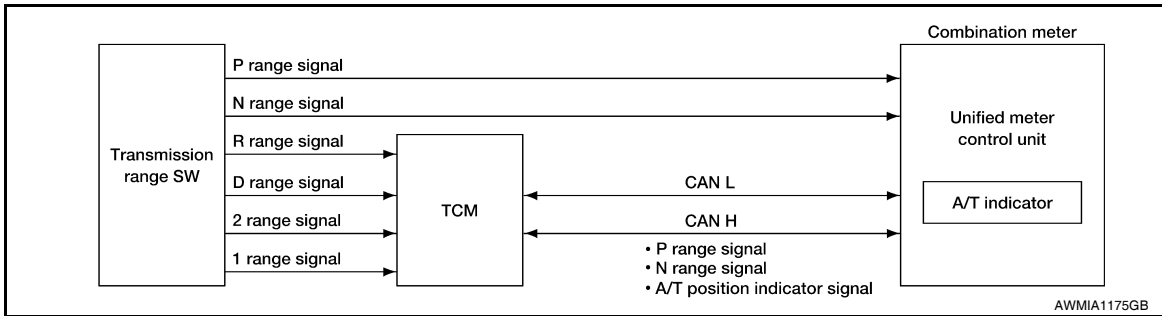 Combination meter
P range signal
N range signal
R range signal
D range signal
2 range signal
1 range signal
Transmission
range SW
TCM
CAN L
CAN H
• P range signal
• N range signal
• A/T position indicator signal
Unified meter
control unit
A/T indicator
AWMIA1175GB